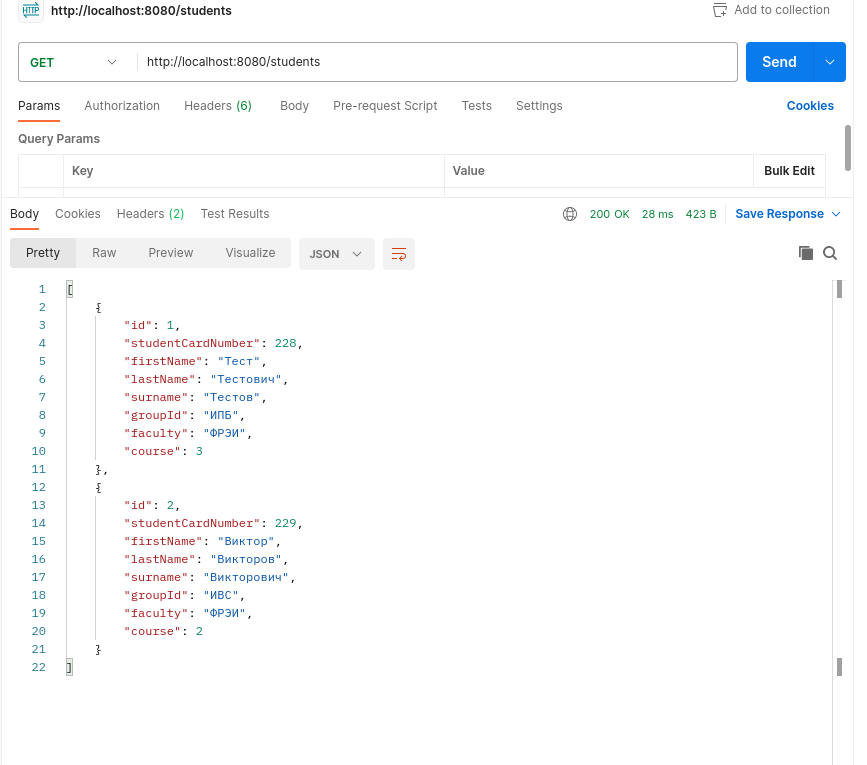 HTTP http://localhost:8080/students Add to collection
GET http://localhost:8080/students Send
Params Authorization Headers (6) Body Pre-request Script Tests Settings Cookies
Query Params
Key Value Bulk Edit
Body Cookies Headers (2) Test Results 200 OK 28 ms 423 B Save Response
Pretty Raw Preview Visualize JSON
1 [
2 {
3 "id": 1,
4 "studentCardNumber": 228,
5 "firstName": "Тест",
6 "lastName": "Тестович",
7 "surname": "Тестов",
8 "groupId": "ИПБ",
9 "faculty": "ФРЭИ",
10 "course": 3
11 },
12 {
13 "id": 2,
14 "studentCardNumber": 229,
15 "firstName": "Виктор",
16 "lastName": "Викторов",
17 "surname": "Викторович",
18 "groupId": "ИВС",
19 "faculty": "ФРЭИ",
20 "course": 2
21 }
22 ]